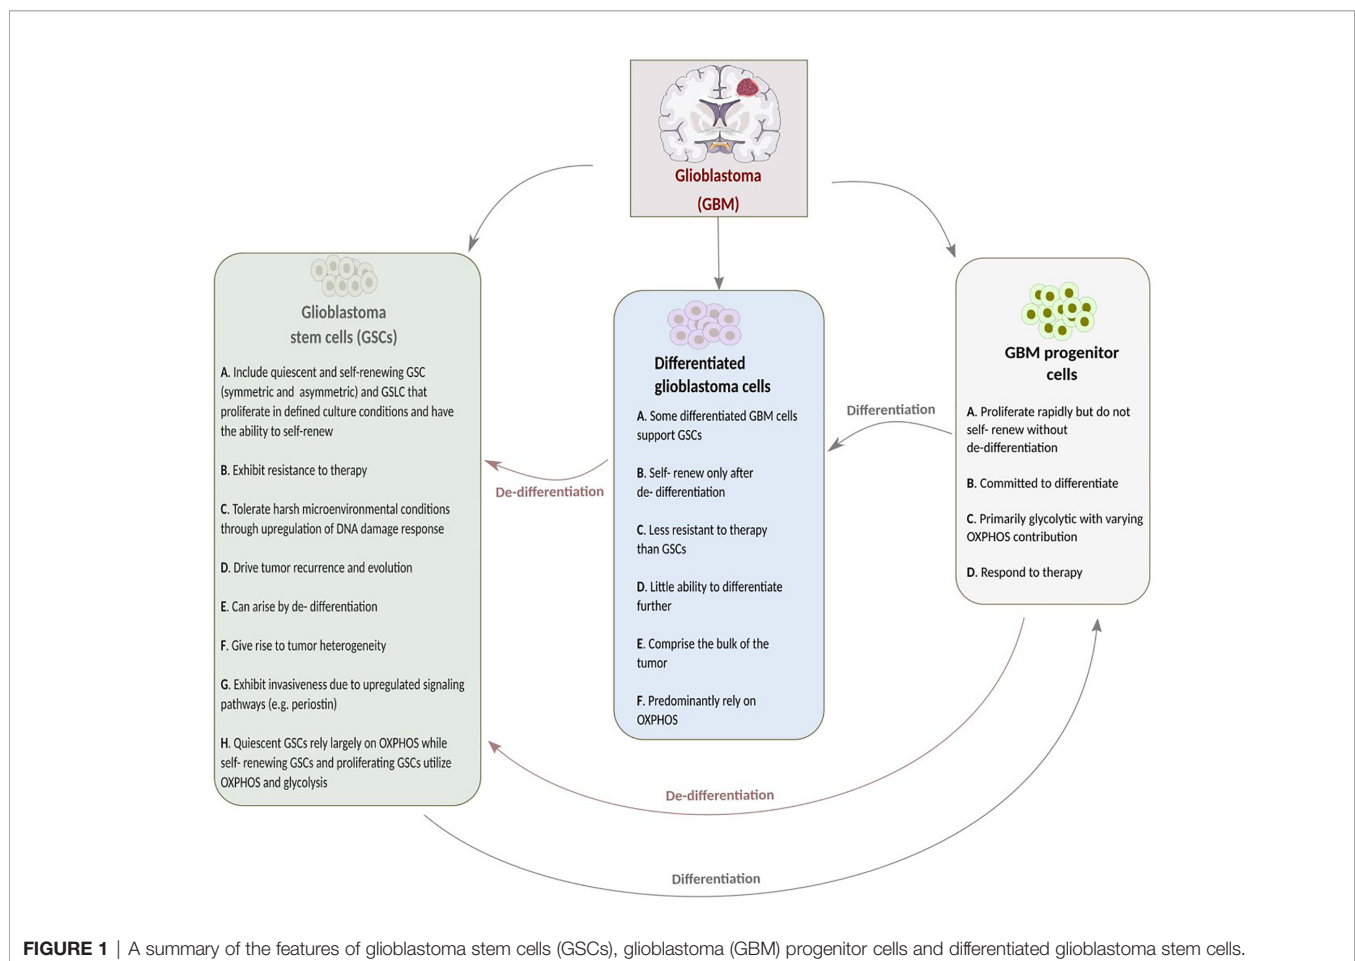 Glioblastoma
(GBM)
Glioblastoma
stem cells (GSCs)
A. Include quiescent and self-renewing GSC
(symmetric and asymmetric) and GSLC that
proliferate in defined culture conditions and have
the ability to self-renew
B. Exhibit resistance to therapy
C. Tolerate harsh microenvironmental conditions
through upregulation of DNA damage response
D. Drive tumor recurrence and evolution
E. Can arise by de- differentiation
F. Give rise to tumor heterogeneity
G. Exhibit invasiveness due to upregulated signaling
pathways (e.g. periostin)
H. Quiescent GSCs rely largely on OXPHOS while
self- renewing GSCs and proliferating GSCs utilize
OXPHOS and glycolysis
De-differentiation
Differentiated
glioblastoma cells
A. Some differentiated GBM cells
support GSCs
B. Self- renew only after
de- differentiation
C. Less resistant to therapy
than GSCs
D. Little ability to differentiate
further
E. Comprise the bulk of the
tumor
F. Predominantly rely on
OXPHOS
Differentiation
GBM progenitor
cells
A. Proliferate rapidly but do not
self- renew without
de-differentiation
B. Committed to differentiate
C. Primarily glycolytic with varying
OXPHOS contribution
D. Respond to therapy
De-differentiation
Differentiation
FIGURE 1 | A summary of the features of glioblastoma stem cells (GSCs), glioblastoma (GBM) progenitor cells and differentiated glioblastoma stem cells.